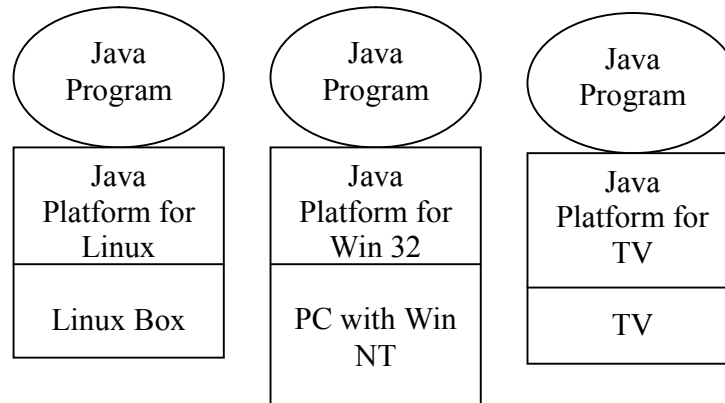 Java
Program
Java
Platform for
Linux
Linux Box
Java
Program
Java
Platform for
Win 32
PC with Win
NT
Java
Program
Java
Platform for
TV
TV